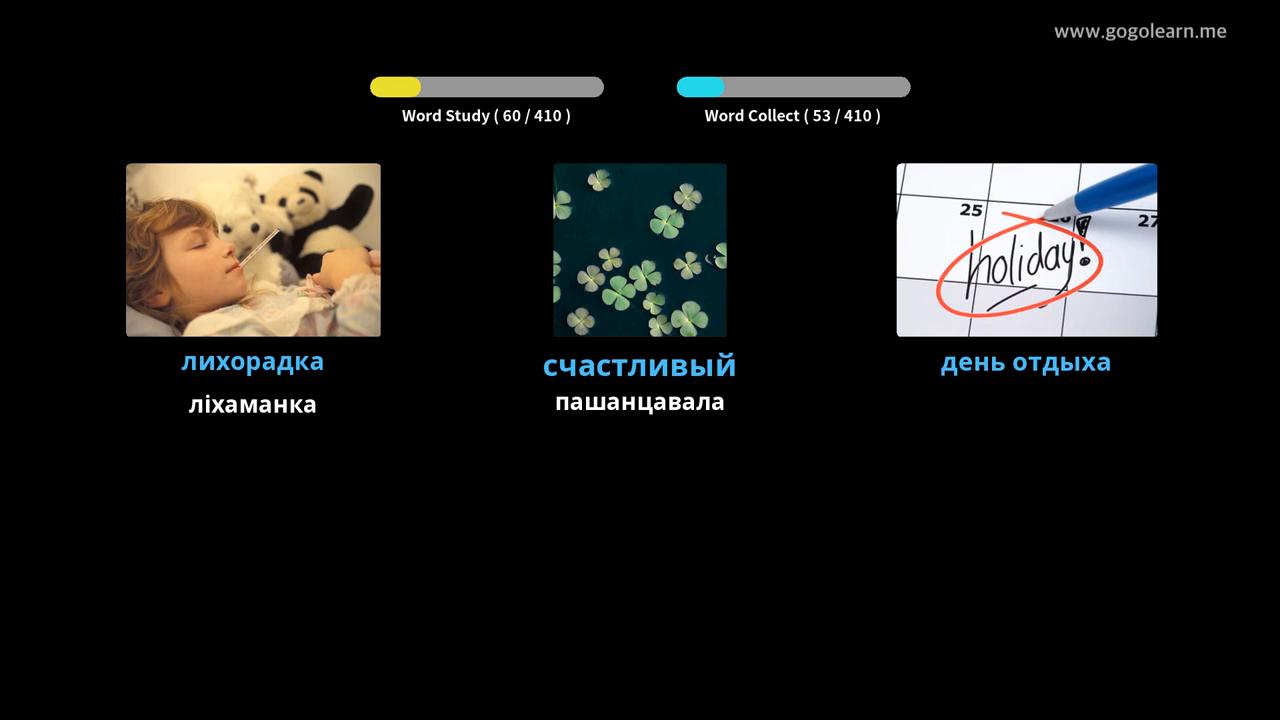 www.gogolearn.me
Word Study ( 60 / 410 )
Word Collect ( 53 / 410 )
25
27
holiday!
лихорадка
счастливый
день отдыха
ліхаманка
пашанцавала